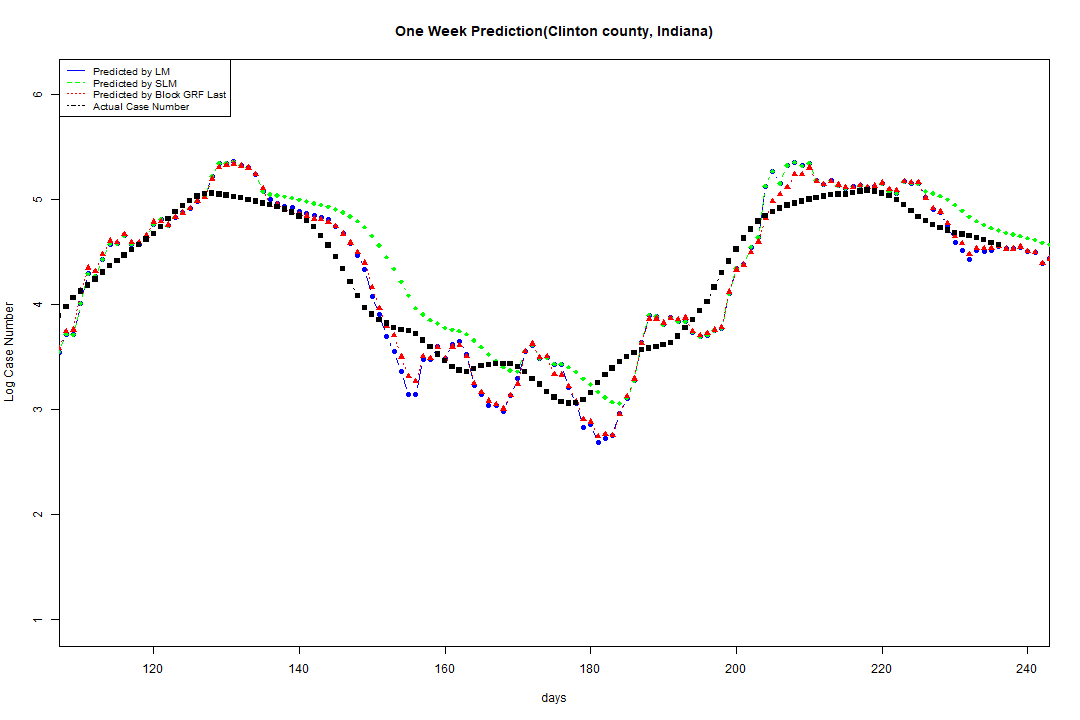 One Week Prediction(Clinton county, Indiana)
Predicted by LM
Predicted by SLM
Predicted by Block GRF Last
Actual Case Number
6
5
4
3
2
1
Log Case Number
120 140 160 180 200 220 240
days